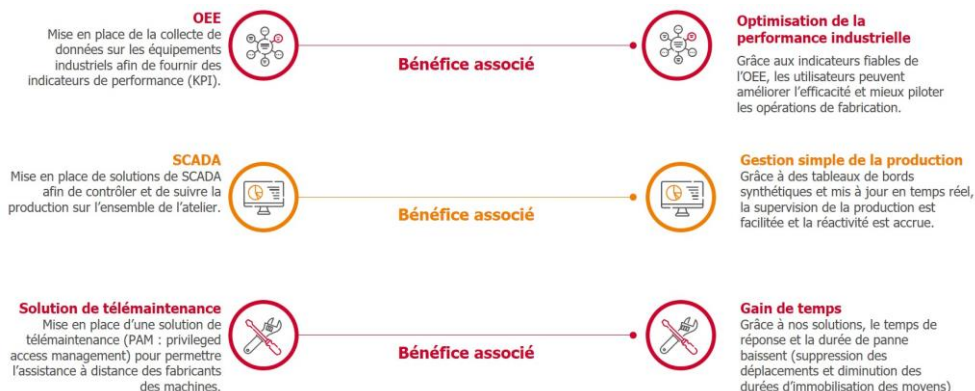 OEE
Mise en place de la collecte de
données sur les équipements
industriels afin de fournir des
indicateurs de performance (KPI).
Bénéfice associé
Optimisation de la
performance industrielle
Grâce aux indicateurs fiables de
l'OEE, les utilisateurs peuvent
améliorer l'efficacité et mieux piloter
les opérations de fabrication.
SCADA
Mise en place de solutions de SCADA
afin de contrôler et de suivre la
production sur l'ensemble de l'atelier.
Bénéfice associé
Gestion simple de la production
Grâce à des tableaux de bords
synthétiques et mis à jour en temps réel,
la supervision de la production est
facilitée et la réactivité est accrue.
Solution de télémaintenance
Mise en place d'une solution de
télémaintenance (PAM : privileged
access management) pour permettre
l'assistance à distance des fabricants
des machines.
Bénéfice associé
Gain de temps
Grâce à nos solutions, le temps de
réponse et la durée de panne
baissent (suppression des
déplacements et diminution des
durées d'immobilisation des moyens)